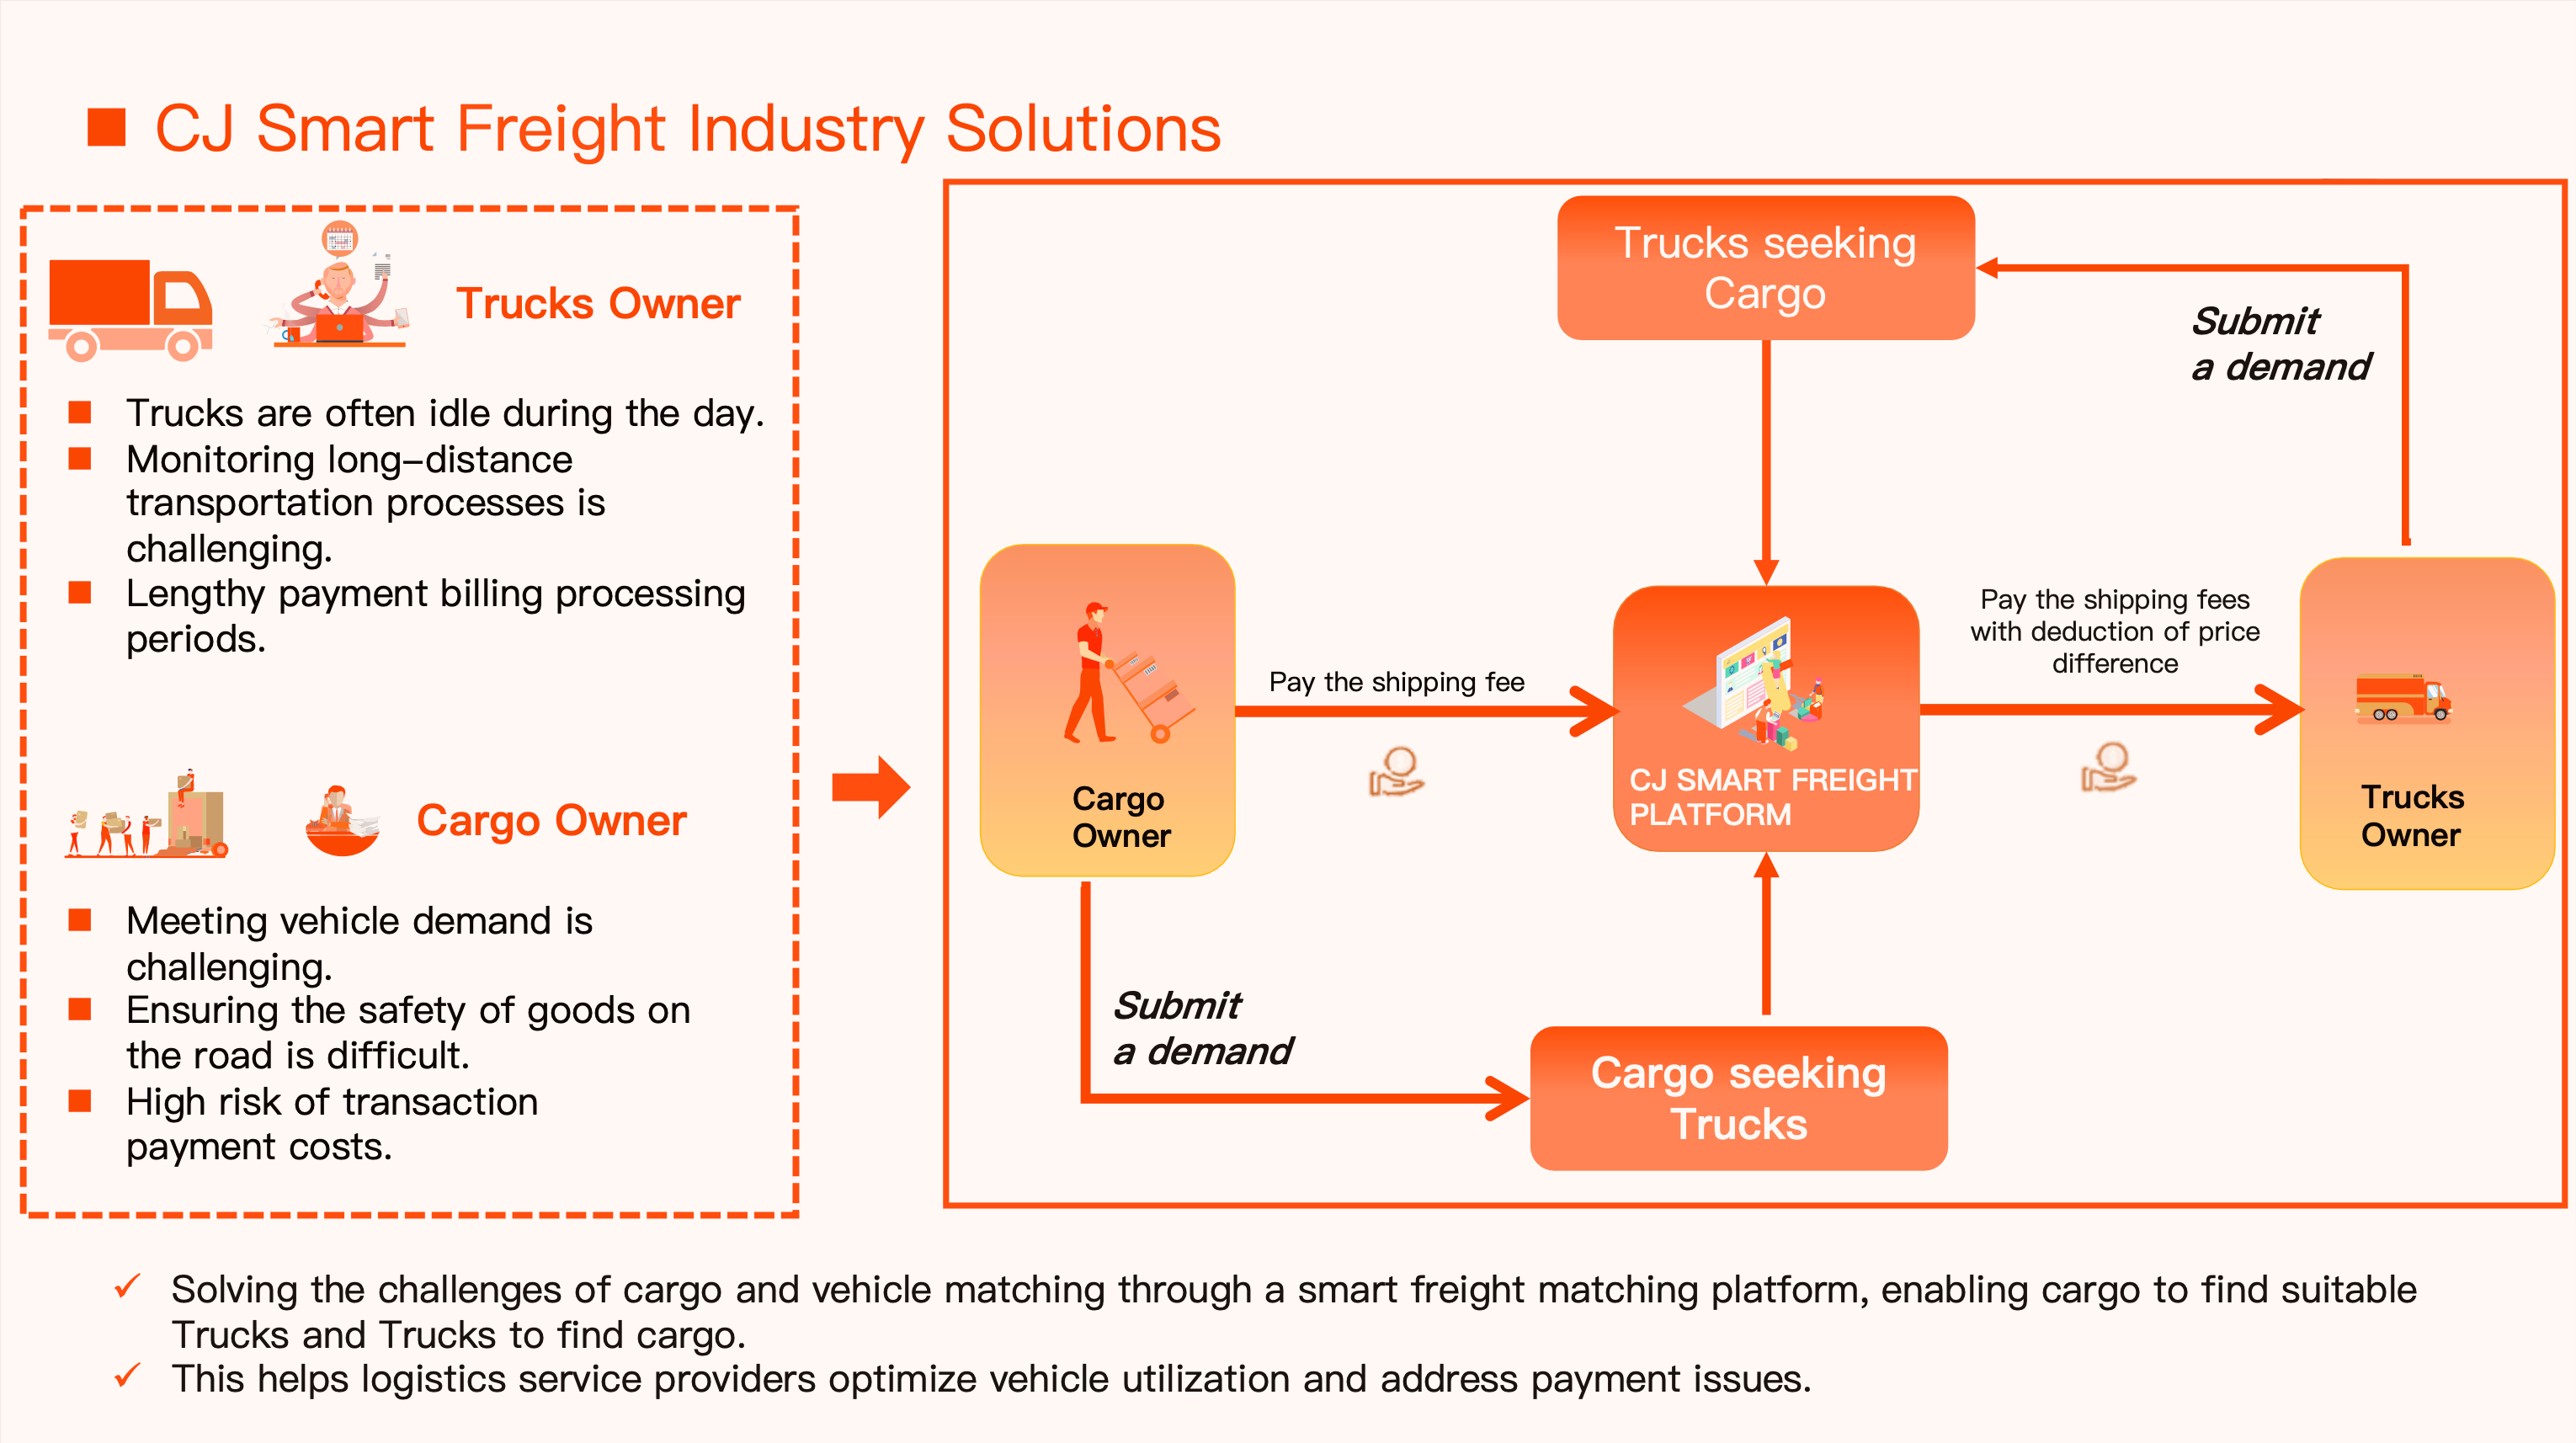 CJ Smart Freight Industry Solutions
Trucks Owner
Trucks are often idle during the day.
Monitoring long-distance
transportation processes is
challenging.
Lengthy payment billing processing
periods.
Cargo Owner
Meeting vehicle demand is
challenging.
Ensuring the safety of goods on
the road is difficult.
High risk of transaction
payment costs.
Trucks seeking
Cargo
Submit
a demand
Cargo
Owner
Pay the shipping fee
CJ SMART FREIGHT
PLATFORM
Pay the shipping fees
with deduction of price
difference
Trucks
Owner
Submit
a demand
Cargo seeking
Trucks
Solving the challenges of cargo and vehicle matching through a smart freight matching platform, enabling cargo to find suitable
Trucks and Trucks to find cargo.
This helps logistics service providers optimize vehicle utilization and address payment issues.